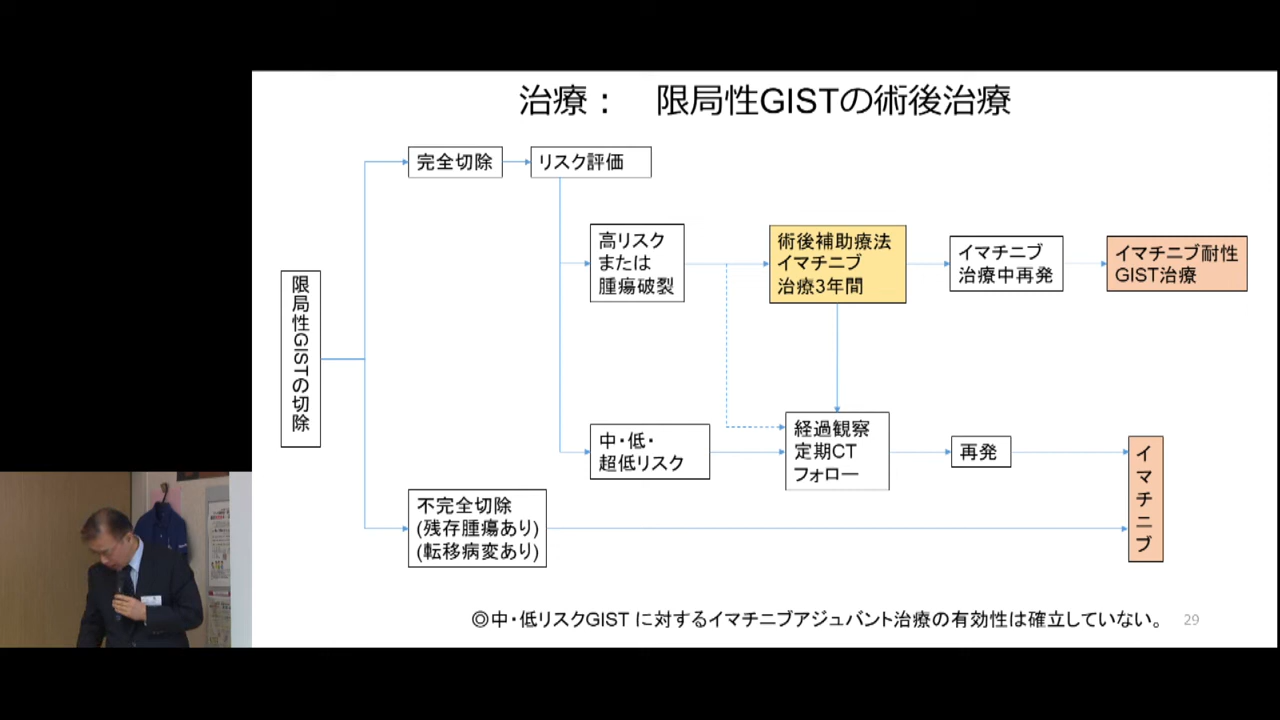 治療： 限局性GISTの術後治療
完全切除
リスク評価
高リスク
または
腫瘍破裂
術後補助療法
イマチニブ
治療3年間
イマチニブ
治療中再発
イマチニブ耐性
GIST治療
限局性GISTの切除
中・低・
超低リスク
経過観察
定期CT
フォロー
再発
イマチニブ
不完全切除
(残存腫瘍あり)
(転移病変あり)
◎中・低リスクGIST に対するイマチニブアジュバント治療の有効性は確立していない。
29